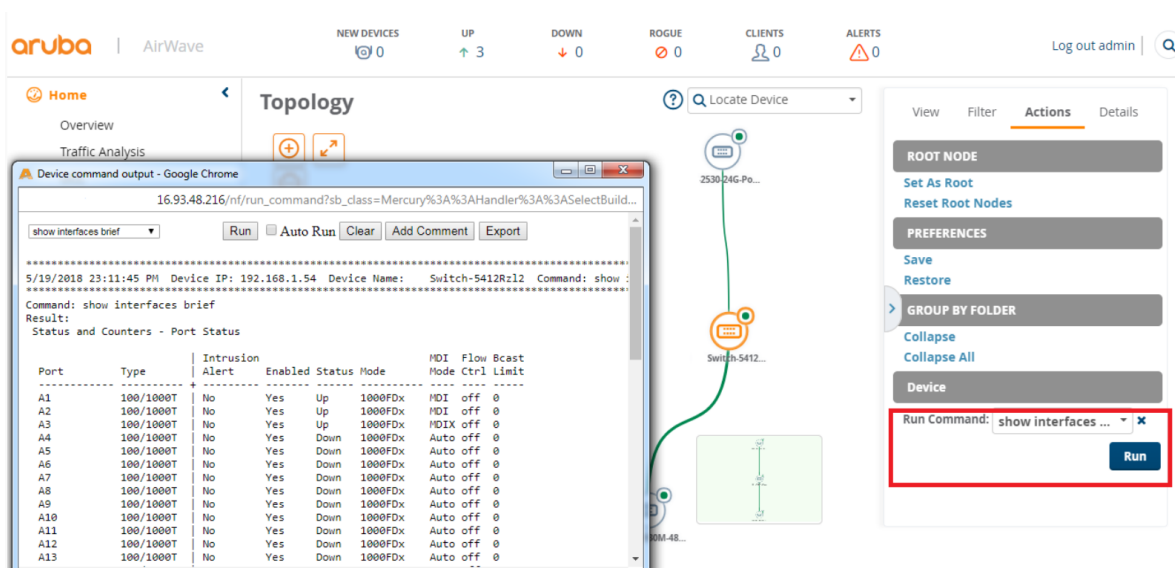 aruba | AirWave
NEW DEVICES
0
UP
3
DOWN
0
ROGUE
0
CLIENTS
0
ALERTS
0
Log out admin
Home
Overview
Traffic Analysis
Topology
Locate Device
2530-24G-Po...
Switch-5412...
View Filter Actions Details
ROOT NODE
Set As Root
Reset Root Nodes
PREFERENCES
Save
Restore
GROUP BY FOLDER
Collapse
Collapse All
Device
Run Command: show interfaces ...
Run
Device command output - Google Chrome
16.93.48.216/nf/run_command?sb_class=Mercury%3A%3AHandler%3A%3ASelectBuild...
show interfaces brief Run Auto Run Clear Add Comment Export
5/19/2018 23:11:45 PM Device IP: 192.168.1.54 Device Name: Switch-5412Rzl2 Command: show
Command: show interfaces brief
Result:
Status and Counters - Port Status
| Intrusion MDI Flow Bcast
Port Type | Alert Enabled Status Mode Mode Ctrl Limit
------------ ---------- + --------- ------- ------ ---------- ---- ---- -----
A1 100/1000T | No Yes Up 1000FDx MDI off 0
A2 100/1000T | No Yes Up 1000FDx MDI off 0
A3 100/1000T | No Yes Up 1000FDx MDIX off 0
A4 100/1000T | No Yes Down 1000FDx Auto off 0
A5 100/1000T | No Yes Down 1000FDx Auto off 0
A6 100/1000T | No Yes Down 1000FDx Auto off 0
A7 100/1000T | No Yes Down 1000FDx Auto off 0
A8 100/1000T | No Yes Down 1000FDx Auto off 0
A9 100/1000T | No Yes Down 1000FDx Auto off 0
A10 100/1000T | No Yes Down 1000FDx Auto off 0
A11 100/1000T | No Yes Down 1000FDx Auto off 0
A12 100/1000T | No Yes Down 1000FDx Auto off 0
A13 100/1000T | No Yes Down 1000FDx Auto off 0